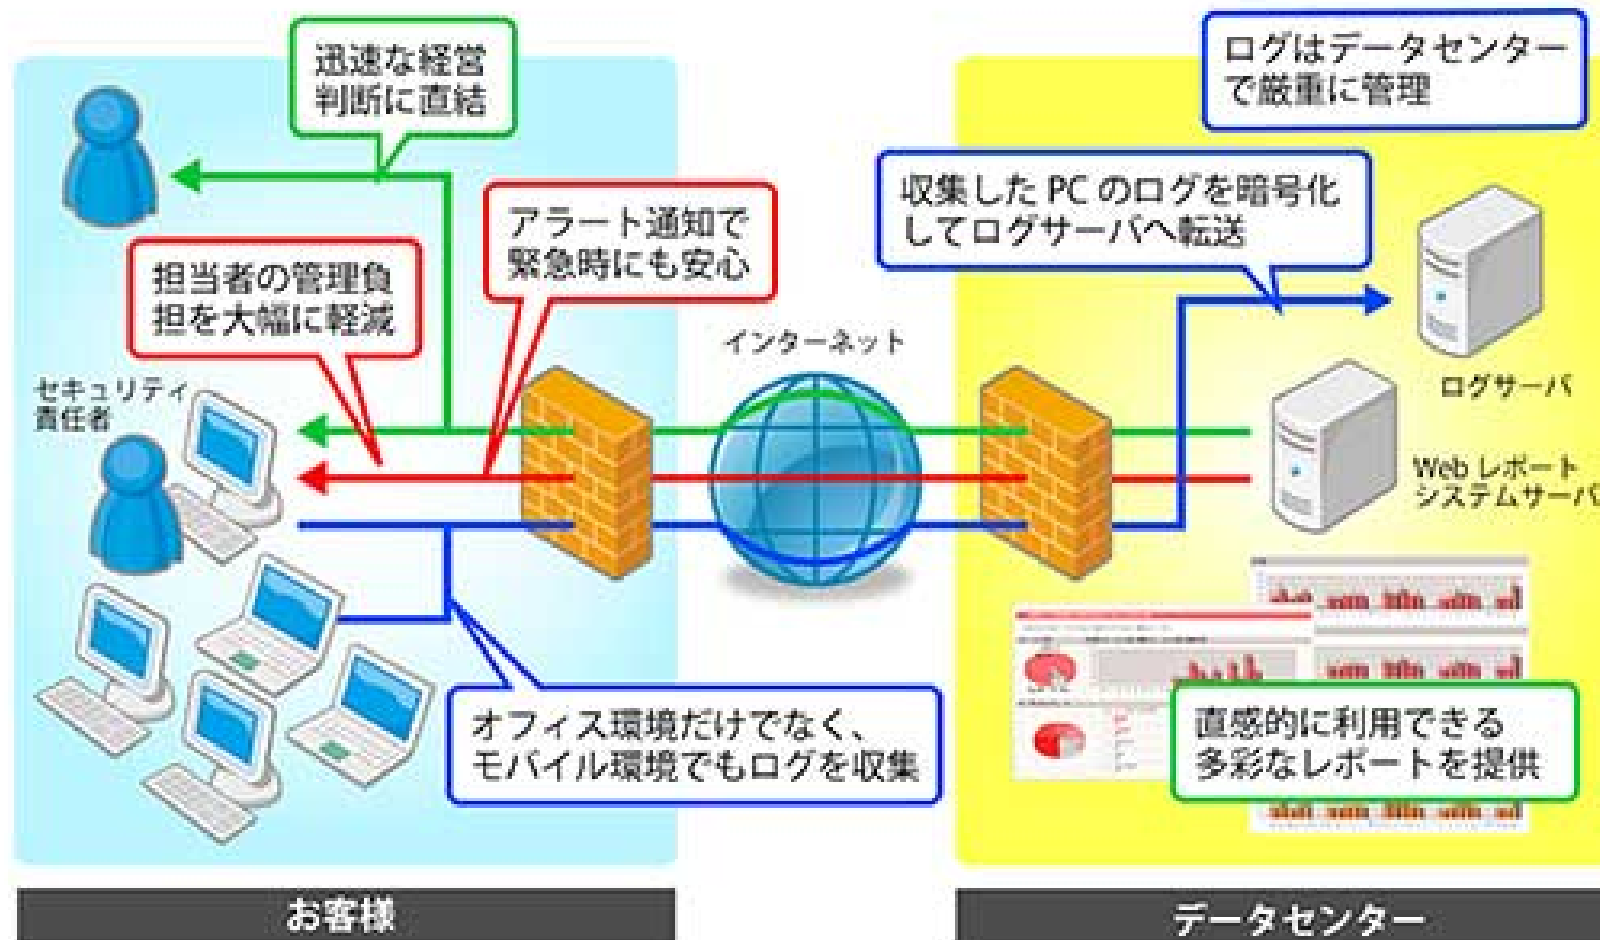 迅速な経営
判断に直結
ログはデータセンター
で厳重に管理
収集した PC のログを暗号化
してログサーバへ転送
アラート通知で
緊急時にも安心
担当者の管理負
担を大幅に軽減
インターネット
セキュリティ
責任者
ログサーバ
Web レポート
システムサーバ
オフィス環境だけでなく、
モバイル環境でもログを収集
直感的に利用できる
多彩なレポートを提供
お客様
データセンター